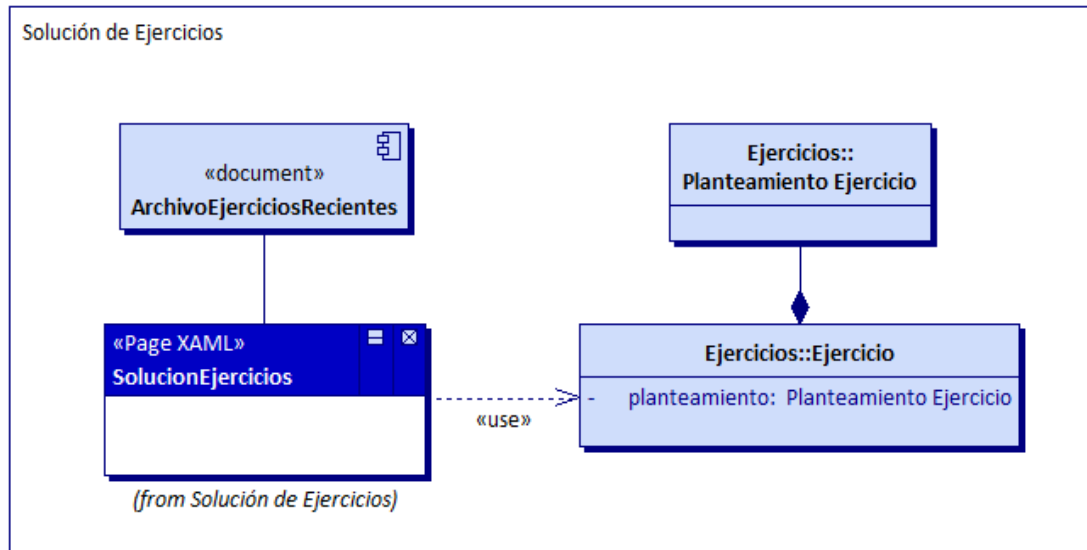 Solución de Ejercicios
«document»
ArchivoEjerciciosRecientes
Ejercicios::
Planteamiento Ejercicio
«Page XAML»
SolucionEjercicios
(from Solución de Ejercicios)
«use»
Ejercicios::Ejercicio
- planteamiento: Planteamiento Ejercicio